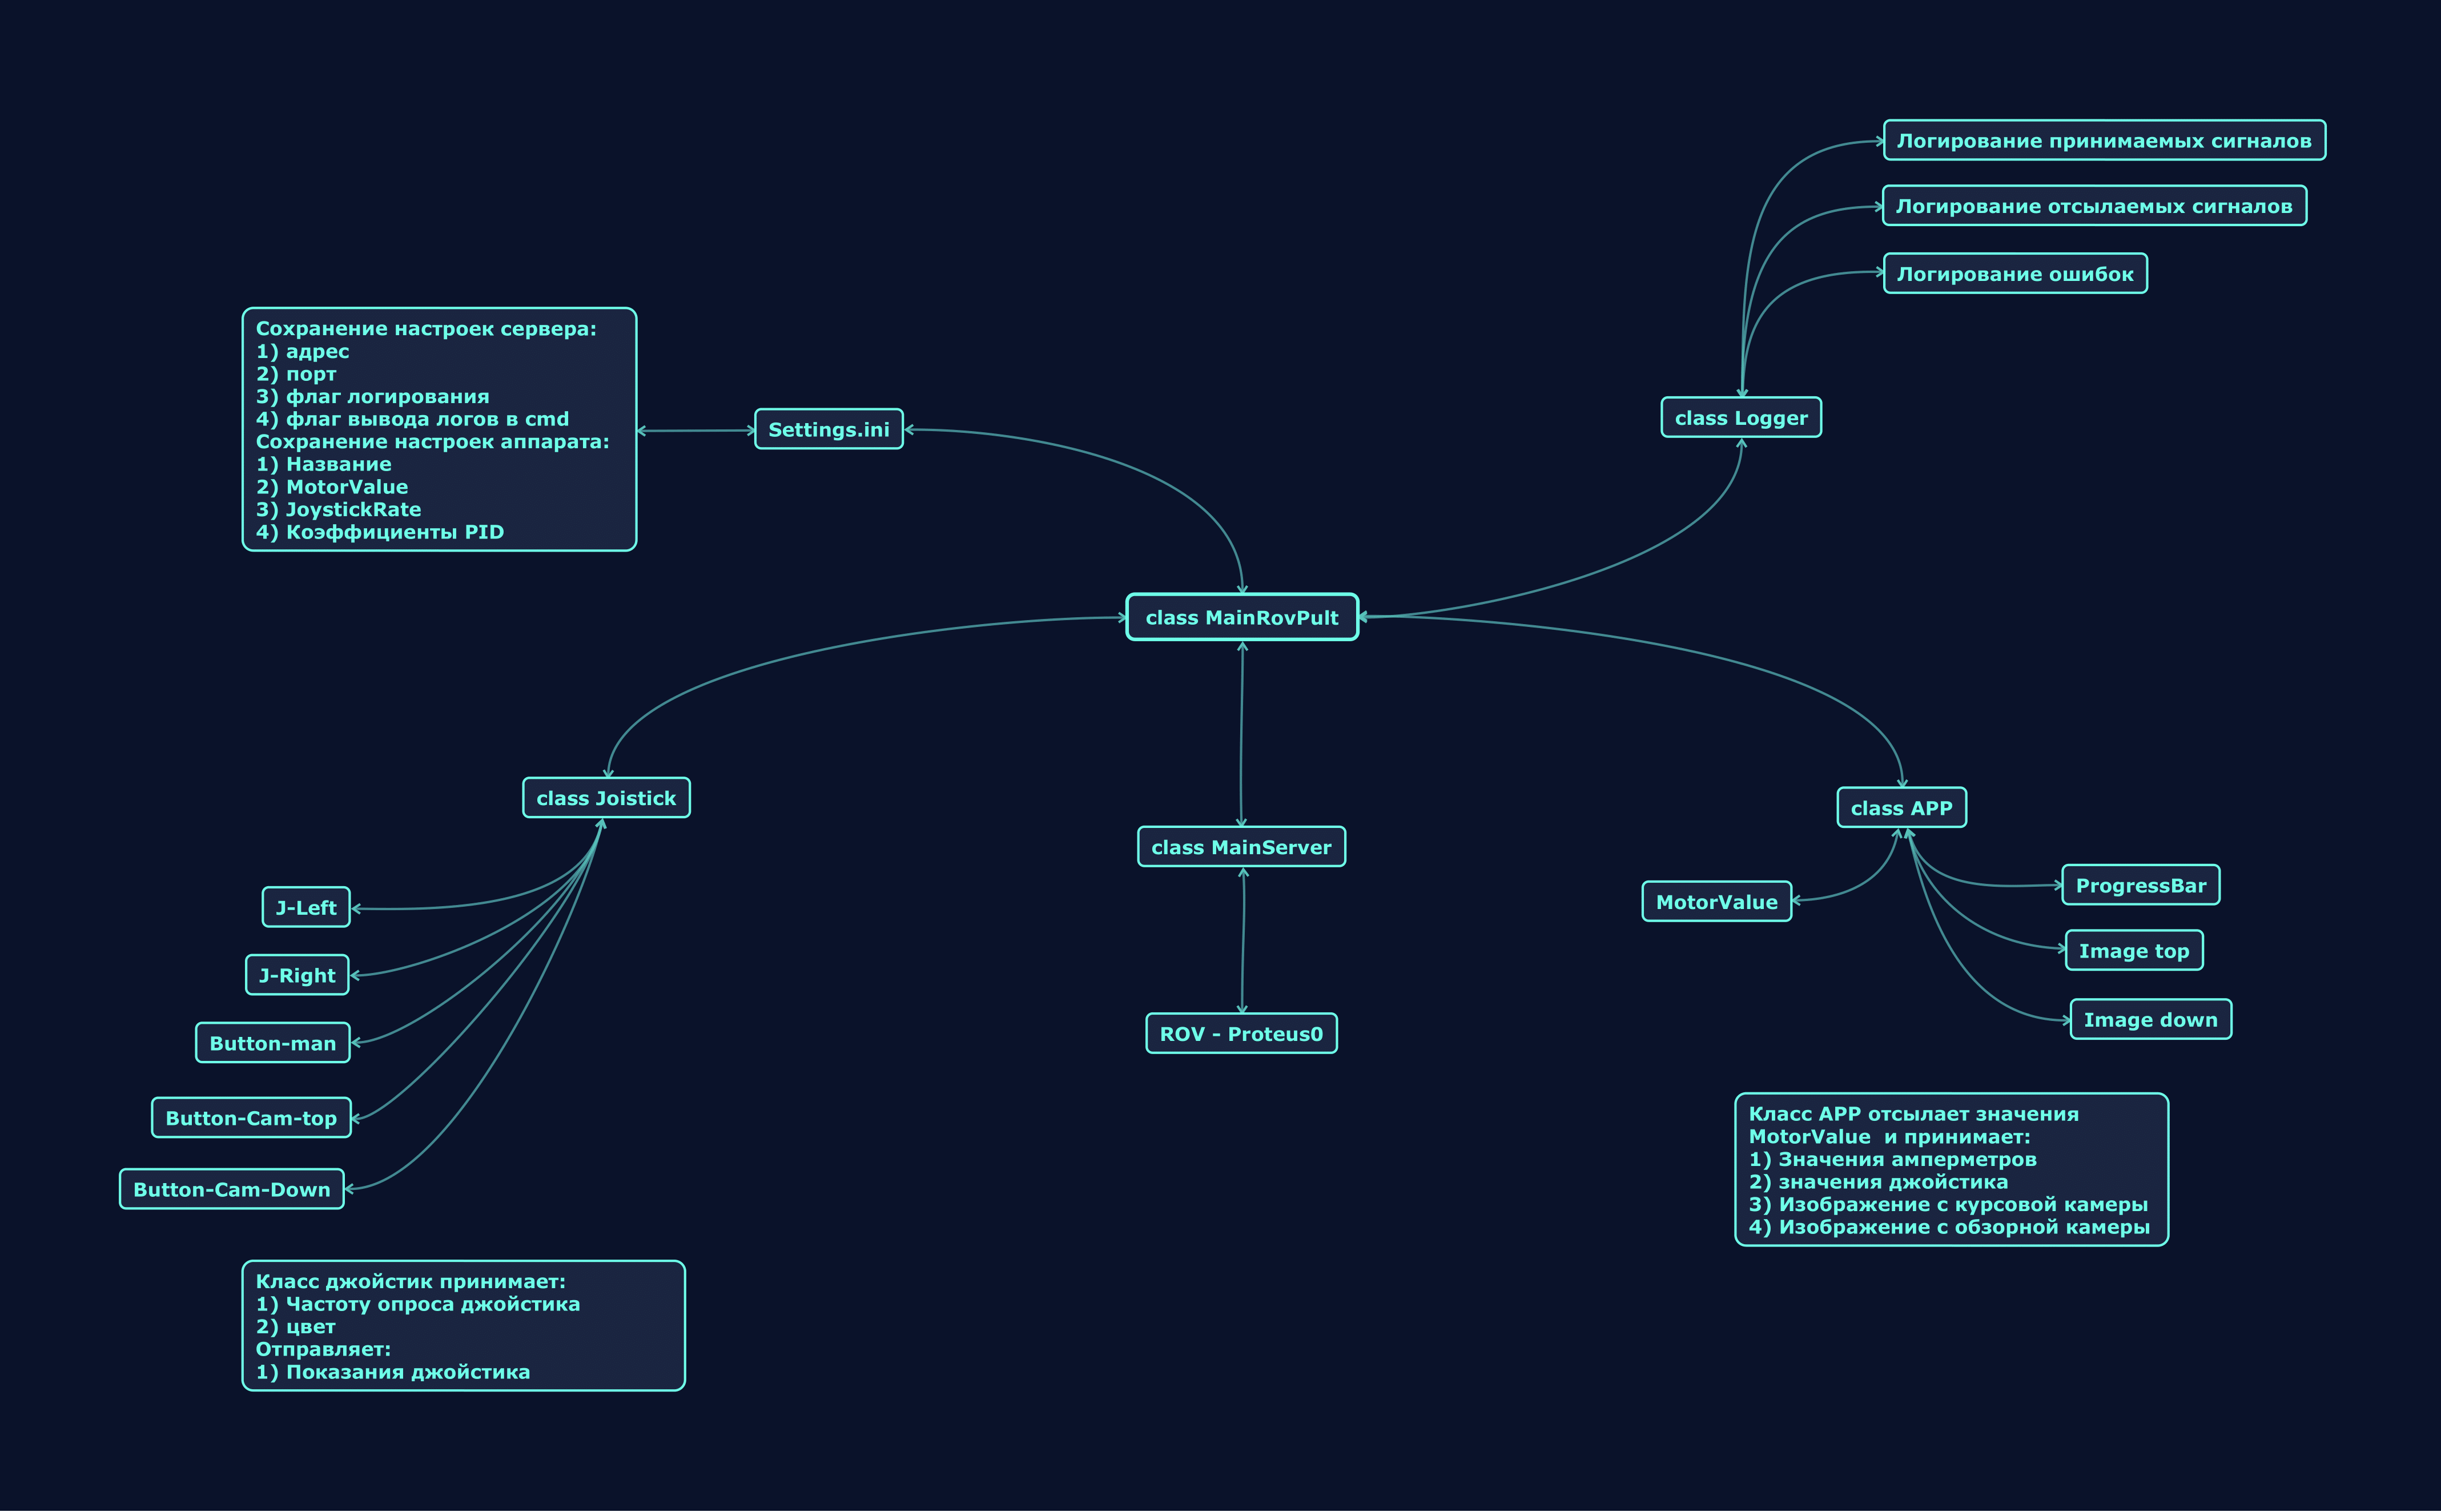 Логирование принимаемых сигналов
Логирование отсылаемых сигналов
Логирование ошибок
class Logger
Сохранение настроек сервера:
1) адрес
2) порт
3) флаг логирования
4) флаг вывода логов в cmd
Сохранение настроек аппарата:
1) Название
2) MotorValue
3) JoystickRate
4) Коэффициенты PID
Settings.ini
class MainRovPult
class Joistick
class MainServer
class APP
J-Left
J-Right
Button-man
Button-Cam-top
Button-Cam-Down
ROV - Proteus0
MotorValue
ProgressBar
Image top
Image down
Класс APP отсылает значения
MotorValue  и принимает:
1) Значения амперметров
2) значения джойстика
3) Изображение с курсовой камеры
4) Изображение с обзорной камеры
Класс джойстик принимает:
1) Частоту опроса джойстика
2) цвет
Отправляет:
1) Показания джойстика